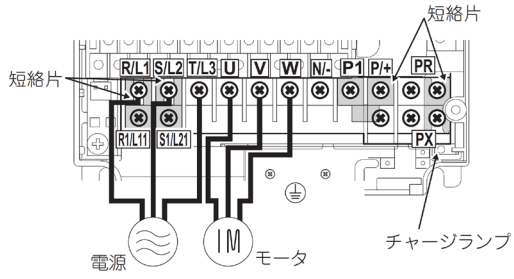 短絡片
R/L1 S/L2 T/L3 U V W N/- P1 P/+ PR
短絡片
R1/L11 S1/L21 PX
電源
IM
モータ
チャージランプ